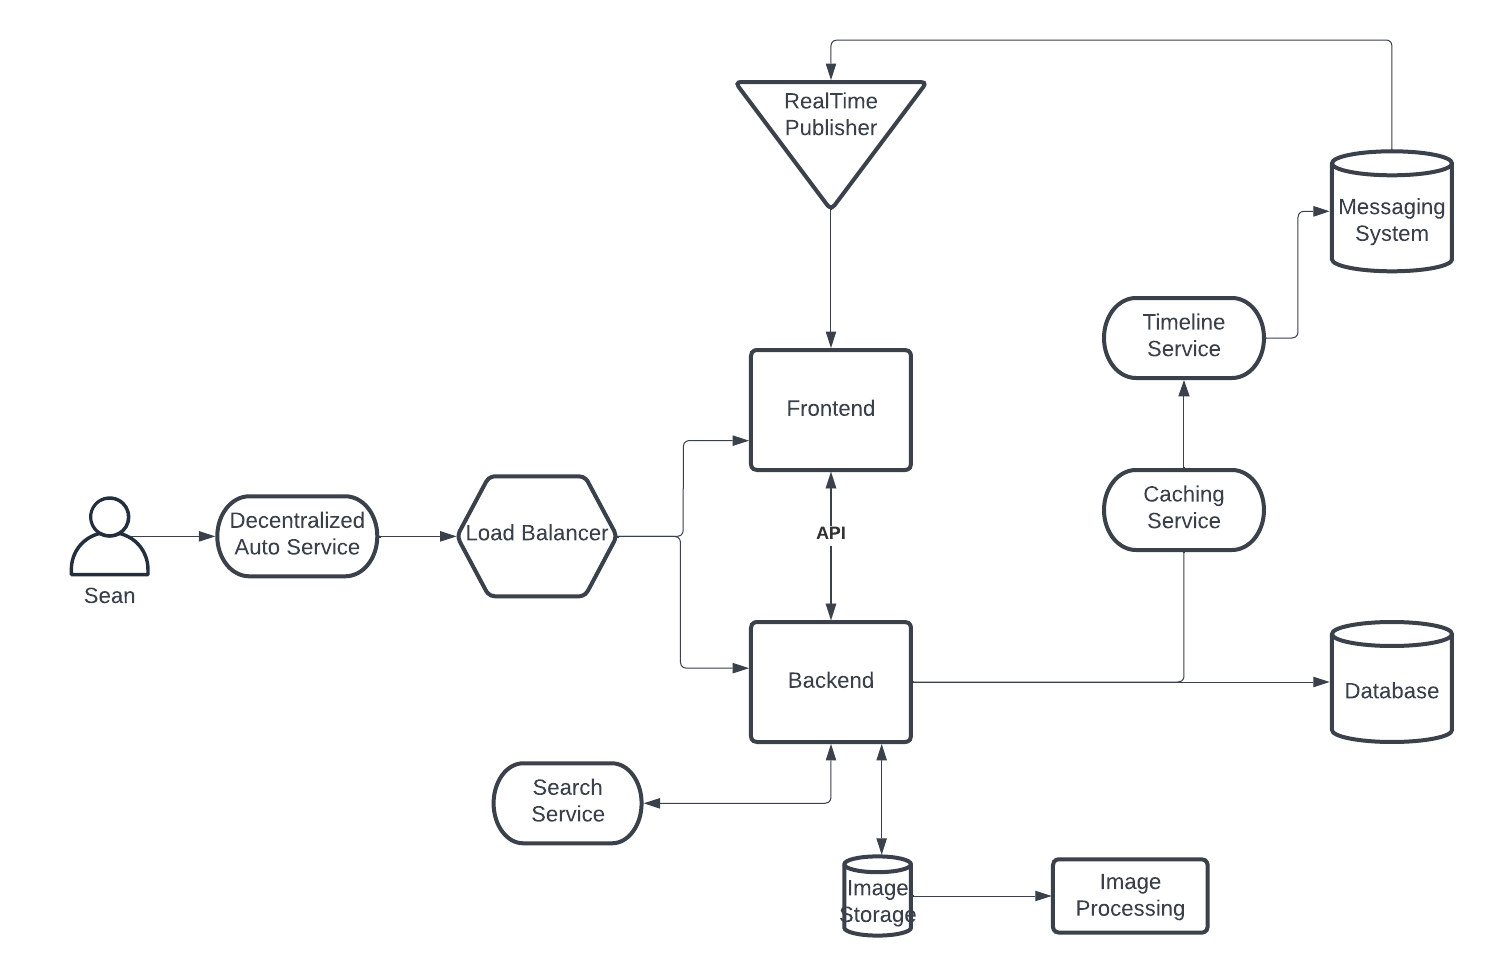 RealTime
Publisher
Messaging
System
Timeline
Service
Frontend
Caching
Service
Decentralized
Auto Service
Load Balancer
API
Sean
Backend
Database
Search
Service
Image
Storage
Image
Processing